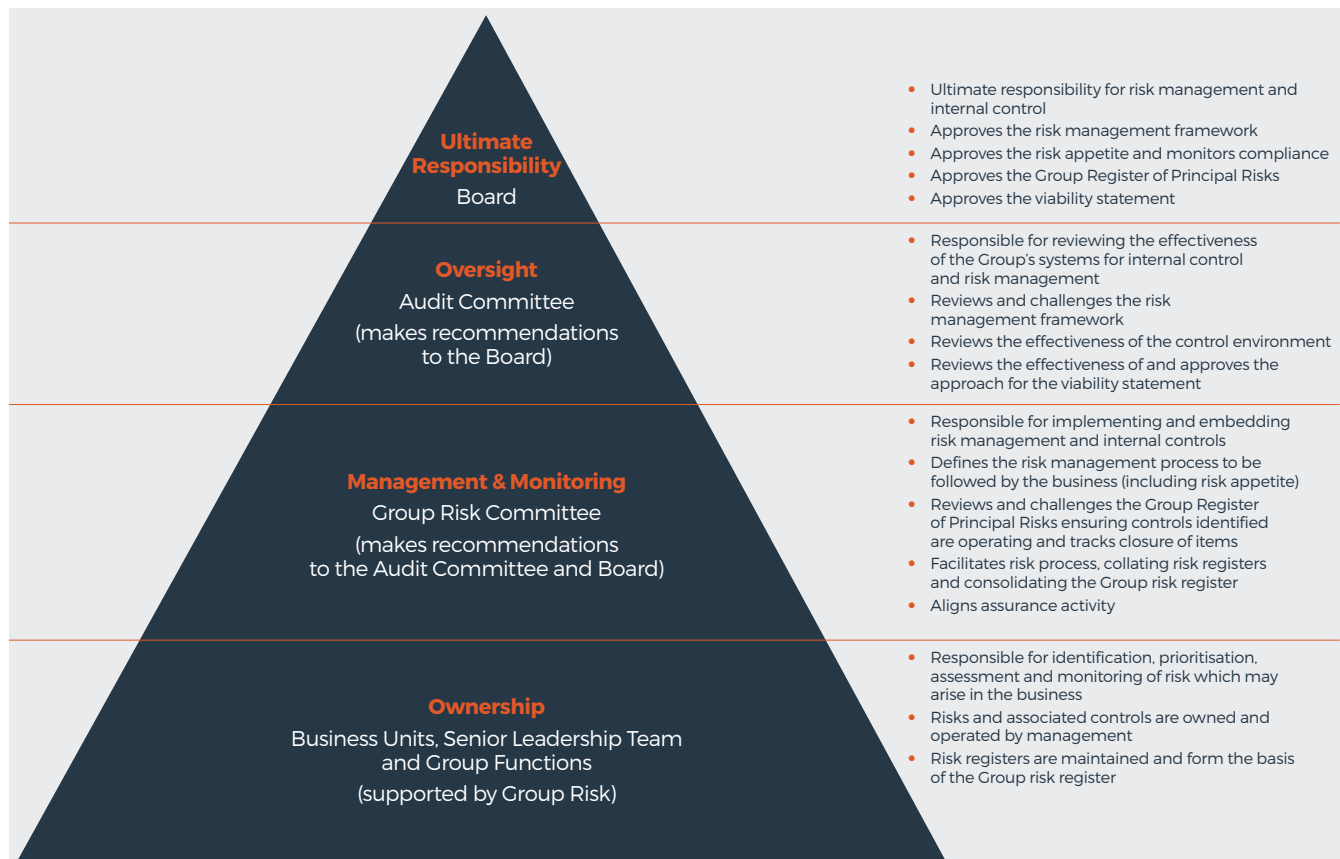 Ultimate
Responsibility
Board
• Ultimate responsibility for risk management and
internal control
• Approves the risk management framework
• Approves the risk appetite and monitors compliance
• Approves the Group Register of Principal Risks
• Approves the viability statement
Oversight
Audit Committee
(makes recommendations
to the Board)
• Responsible for reviewing the effectiveness
of the Group's systems for internal control
and risk management
• Reviews and challenges the risk
management framework
• Reviews the effectiveness of the control environment
• Reviews the effectiveness of and approves the
approach for the viability statement
Management & Monitoring
Group Risk Committee
(makes recommendations
to the Audit Committee and Board)
• Responsible for implementing and embedding
risk management and internal controls
• Defines the risk management process to be
followed by the business (including risk appetite)
• Reviews and challenges the Group Register
of Principal Risks ensuring controls identified
are operating and tracks closure of items
• Facilitates risk process, collating risk registers
and consolidating the Group risk register
• Aligns assurance activity
Ownership
Business Units, Senior Leadership Team
and Group Functions
(supported by Group Risk)
• Responsible for identification, prioritisation,
assessment and monitoring of risk which may
arise in the business
• Risks and associated controls are owned and
operated by management
• Risk registers are maintained and form the basis
of the Group risk register